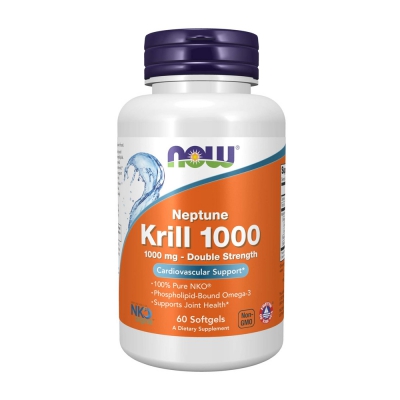 now
Neptune
Krill 1000
1000 mg - Double Strength
Cardiovascular Support*
• 100% Pure NKO®
• Phospholipid-Bound Omega-3
• Supports Joint Health*
NKO
60 Softgels
A Dietary Supplement
Non-
GMO